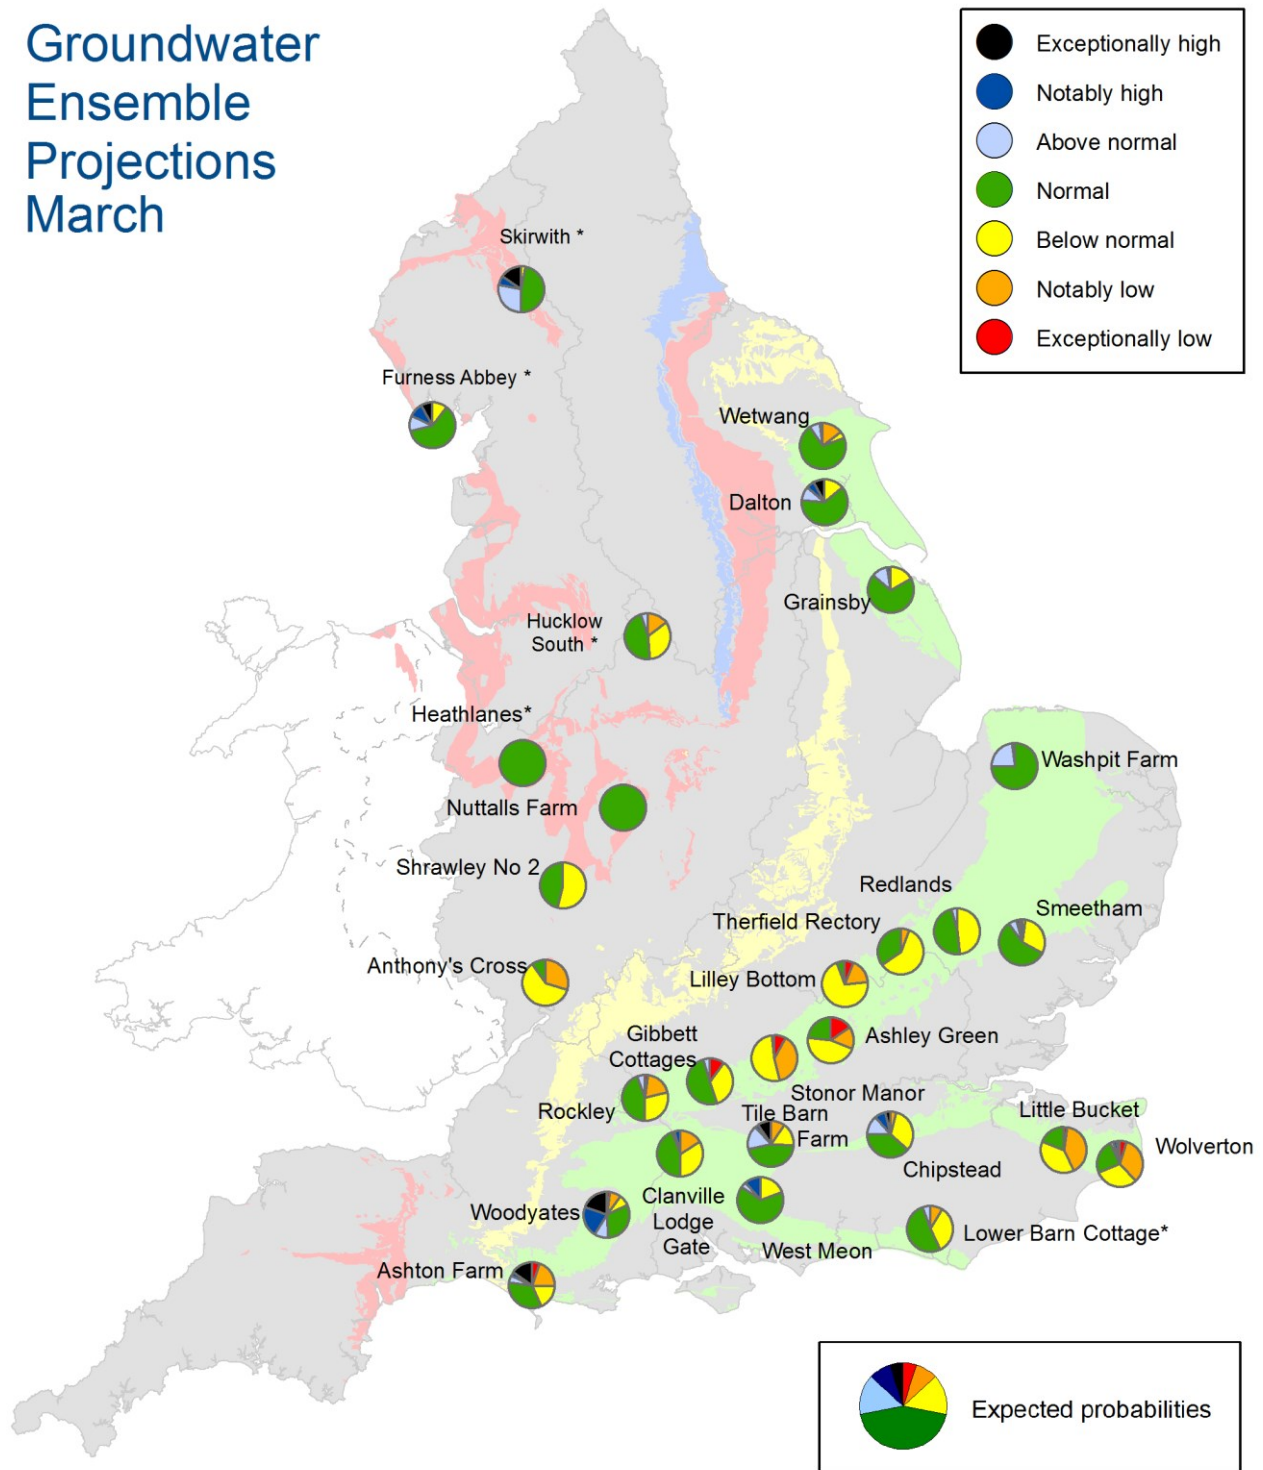 Groundwater
Ensemble
Projections
March
Exceptionally high
Notably high
Above normal
Normal
Below normal
Notably low
Exceptionally low
Skirwith *
Furness Abbey *
Wetwang
Dalton
Grainsby
Hucklow
South *
Heathlanes*
Washpit Farm
Nuttalls Farm
Shrawley No 2
Redlands
Smeetham
Therfield Rectory
Anthony's Cross
Lilley Bottom
Gibbett
Cottages
Ashley Green
Stonor Manor
Rockley
Tile Barn
Farm
Little Bucket
Wolverton
Chipstead
Woodyates
Clanville
Lodge
Gate
West Meon
Lower Barn Cottage*
Ashton Farm
Expected probabilities